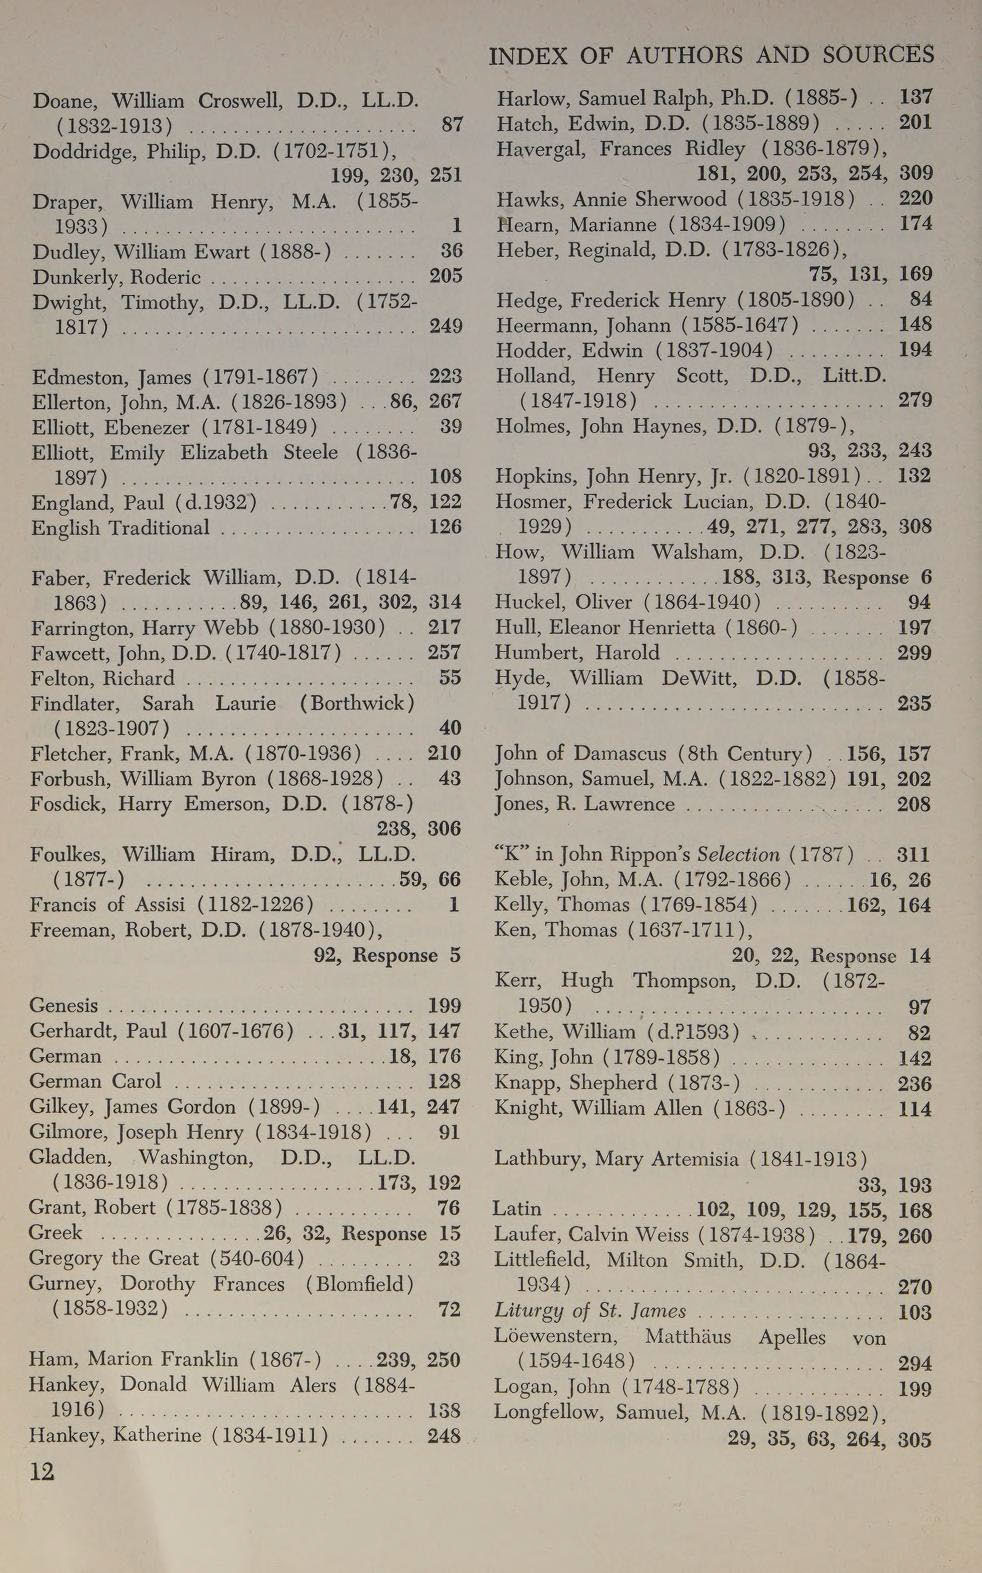 INDEX OF AUTHORS AND SOURCES
Doane, William Croswell, D.D., LL.D.
(1832-1913) ..................... 87
Doddridge, Philip, D.D. (1702-1751),
199, 230, 251
Draper, William Henry, M.A. (1855-
1933) ........................... 1
Dudley, William Ewart (1888-) ....... 36
Dunkerly, Roderic ................... 205
Dwight, Timothy, D.D., LL.D. (1752-
1817) ........................... 249
Edmeston, James (1791-1867) ........ 223
Ellerton, John, M.A. (1826-1893) ...86, 267
Elliott, Ebenezer (1781-1849) ........ 39
Elliott, Emily Elizabeth Steele (1836-
1897) ........................... 108
England, Paul (d.1932) ...........78, 122
English Traditional .................. 126
Faber, Frederick William, D.D. (1814-
1863) ...........89, 146, 261, 302, 314
Farrington, Harry Webb (1880-1930) .. 217
Fawcett, John, D.D. (1740-1817) ...... 257
Felton, Richard ..................... 55
Findlater, Sarah Laurie (Borthwick)
(1823-1907) ..................... 40
Fletcher, Frank, M.A. (1870-1936) .... 210
Forbush, William Byron (1868-1928) .. 43
Fosdick, Harry Emerson, D.D. (1878-)
238, 306
Foulkes, William Hiram, D.D., LL.D.
(1877-) .......................59, 66
Francis of Assisi (1182-1226) ........ 1
Freeman, Robert, D.D. (1878-1940),
92, Response 5
Genesis ............................ 199
Gerhardt, Paul (1607-1676) ...31, 117, 147
German .........................18, 176
German Carol ...................... 128
Gilkey, James Gordon (1899-) ....141, 247
Gilmore, Joseph Henry (1834-1918) ... 91
Gladden, Washington, D.D., LL.D.
(1836-1918) ..................173, 192
Grant, Robert (1785-1838) ........... 76
Greek ...............26, 32, Response 15
Gregory the Great (540-604) ......... 23
Gurney, Dorothy Frances (Blomfield)
(1858-1932) ..................... 72
Ham, Marion Franklin (1867-) ....239, 250
Hankey, Donald William Alers (1884-
1916) ........................... 138
Hankey, Katherine (1834-1911) ....... 248
12
Harlow, Samuel Ralph, Ph.D. (1885-) .. 137
Hatch, Edwin, D.D. (1835-1889) ..... 201
Havergal, Frances Ridley (1836-1879),
181, 200, 253, 254, 309
Hawks, Annie Sherwood (1835-1918) .. 220
Hearn, Marianne (1834-1909) ........ 174
Heber, Reginald, D.D. (1783-1826),
75, 131, 169
Hedge, Frederick Henry (1805-1890) .. 84
Heermann, Johann (1585-1647) ....... 148
Hodder, Edwin (1837-1904) ......... 194
Holland, Henry Scott, D.D., Litt.D.
(1847-1918) ..................... 279
Holmes, John Haynes, D.D. (1879-),
93, 233, 243
Hopkins, John Henry, Jr. (1820-1891).. 132
Hosmer, Frederick Lucian, D.D. (1840-
1929) ...........49, 271, 277, 283, 308
How, William Walsham, D.D. (1823-
1897) ............188, 313, Response 6
Huckel, Oliver (1864-1940) .......... 94
Hull, Eleanor Henrietta (1860-) ....... 197
Humbert, Harold ................... 299
Hyde, William DeWitt, D.D. (1858-
1917) ........................... 235
John of Damascus (8th Century) ..156, 157
Johnson, Samuel, M.A. (1822-1882) 191, 202
Jones, R. Lawrence .................. 208
“K” in John Rippon’s Selection (1787) .. 311
Keble, John, M.A. (1792-1866) ......16, 26
Kelly, Thomas (1769-1854) .......162, 164
Ken, Thomas (1637-1711),
20, 22, Response 14
Kerr, Hugh Thompson, D.D. (1872-
1950) ........................... 97
Kethe, William (d.?1593) ............ 82
King, John (1789-1858) .............. 142
Knapp, Shepherd (1873-) ............ 236
Knight, William Allen (1863-) ........ 114
Lathbury, Mary Artemisia (1841-1913)
33, 193
Latin .............102, 109, 129, 155, 168
Laufer, Calvin Weiss (1874-1938) ..179, 260
Littlefield, Milton Smith, D.D. (1864-
1934) ........................... 270
Liturgy of St. James ................. 103
Löewenstern, Matthäus Apelles von
(1594-1648) ..................... 294
Logan, John (1748-1788) ............ 199
Longfellow, Samuel, M.A. (1819-1892),
29, 35, 63, 264, 305